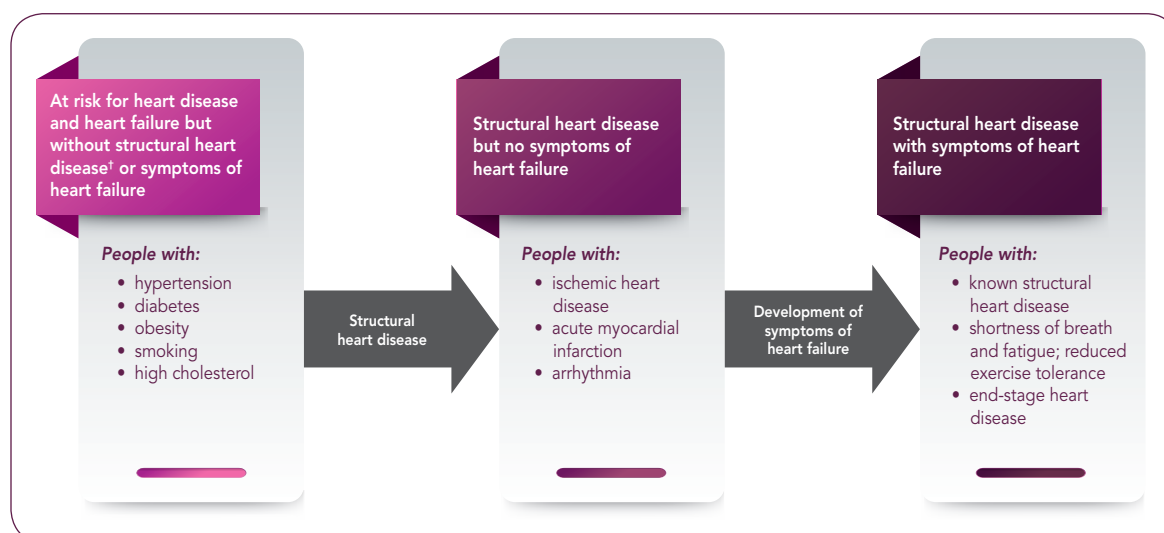 At risk for heart disease
and heart failure but
without structural heart
disease† or symptoms of
heart failure
People with:
• hypertension
• diabetes
• obesity
• smoking
• high cholesterol
Structural
heart disease
Structural heart disease
but no symptoms of
heart failure
People with:
• ischemic heart
disease
• acute myocardial
infarction
• arrhythmia
Development of
symptoms of
heart failure
Structural heart disease
with symptoms of heart
failure
People with:
• known structural
heart disease
• shortness of breath
and fatigue; reduced
exercise tolerance
• end-stage heart
disease